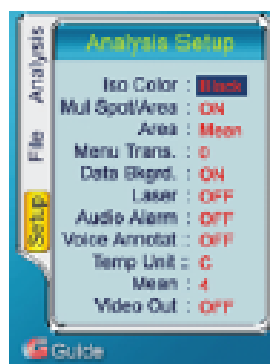 Analysis
File
Setup
Analysis Setup
Iso Color : Black
Mul Spot/Area : ON
Area : Mean
Menu Trans. : 0
Data Bkgrd. : ON
Laser : OFF
Audio Alarm : OFF
Voice Annotat : OFF
Temp Unit : C
Mean : 4
Video Out : OFF
Guide